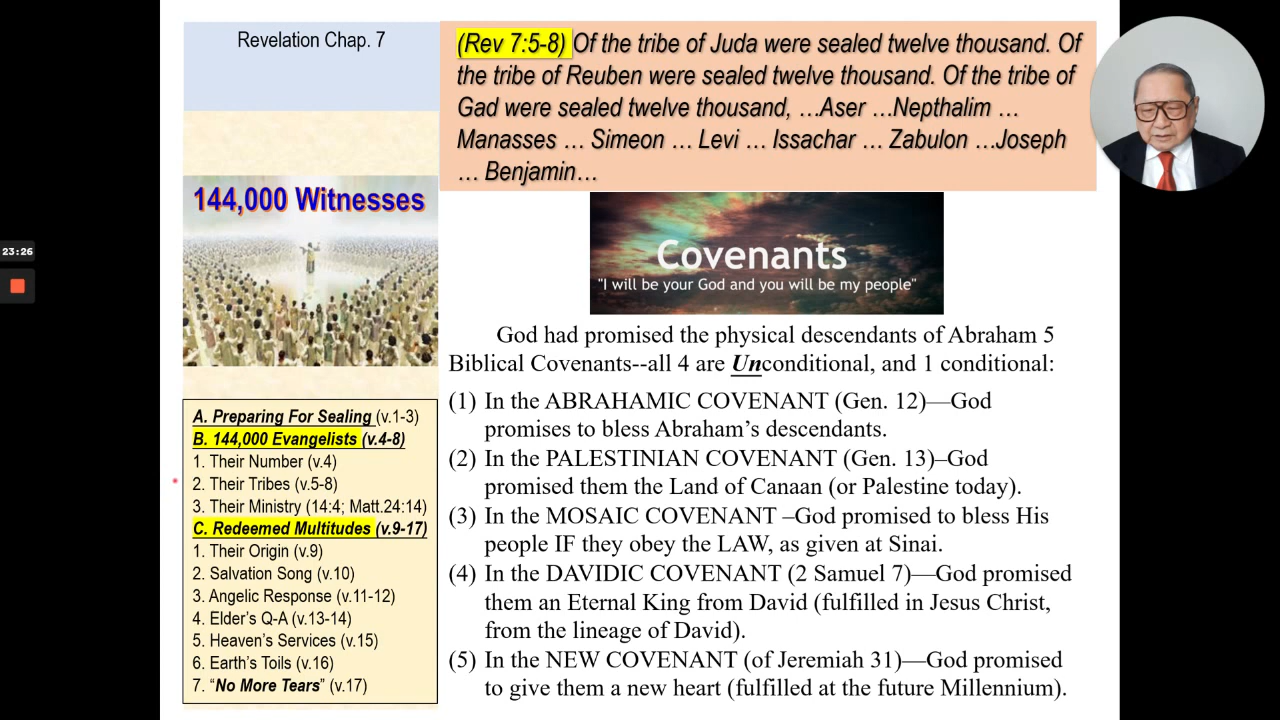 Revelation Chap. 7
(Rev 7:5-8) Of the tribe of Juda were sealed twelve thousand. Of
the tribe of Reuben were sealed twelve thousand. Of the tribe of
Gad were sealed twelve thousand, …Aser …Nepthalim …
Manasses … Simeon … Levi … Issachar … Zabulon …Joseph
… Benjamin…
144,000 Witnesses
Covenants
"I will be your God and you will be my people"
23:26
God had promised the physical descendants of Abraham 5
Biblical Covenants--all 4 are Unconditional, and 1 conditional:
(1) In the ABRAHAMIC COVENANT (Gen. 12)—God
promises to bless Abraham’s descendants.
(2) In the PALESTINIAN COVENANT (Gen. 13)–God
promised them the Land of Canaan (or Palestine today).
(3) In the MOSAIC COVENANT –God promised to bless His
people IF they obey the LAW, as given at Sinai.
(4) In the DAVIDIC COVENANT (2 Samuel 7)—God promised
them an Eternal King from David (fulfilled in Jesus Christ,
from the lineage of David).
(5) In the NEW COVENANT (of Jeremiah 31)—God promised
to give them a new heart (fulfilled at the future Millennium).
A. Preparing For Sealing (v.1-3)
B. 144,000 Evangelists (v.4-8)
1. Their Number (v.4)
2. Their Tribes (v.5-8)
3. Their Ministry (14:4; Matt.24:14)
C. Redeemed Multitudes (v.9-17)
1. Their Origin (v.9)
2. Salvation Song (v.10)
3. Angelic Response (v.11-12)
4. Elder’s Q-A (v.13-14)
5. Heaven’s Services (v.15)
6. Earth’s Toils (v.16)
7. “No More Tears” (v.17)